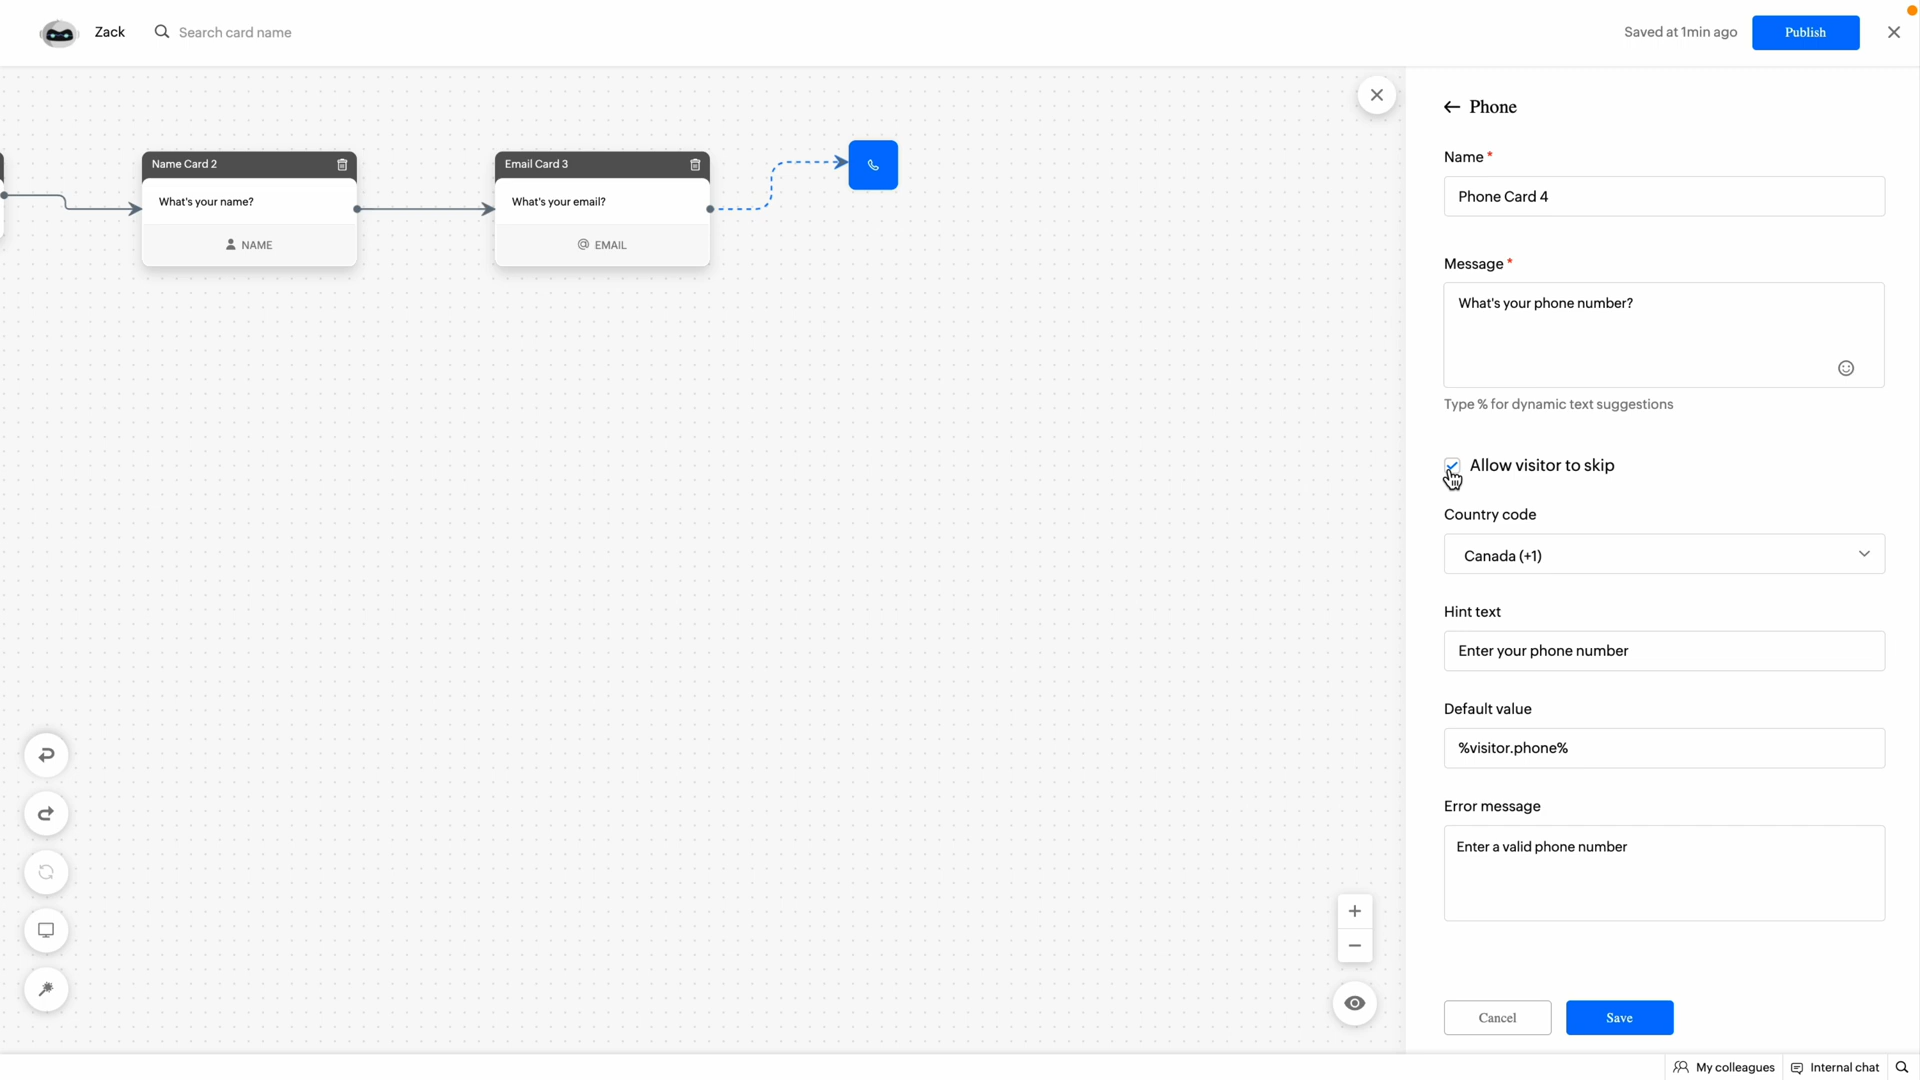 Zack
Search card name
Saved at 1min ago
Publish
Name Card 2
What's your name?
NAME
Email Card 3
What's your email?
@ EMAIL
Phone
Name *
Phone Card 4
Message *
What's your phone number?
Type % for dynamic text suggestions
Allow visitor to skip
Country code
Canada (+1)
Hint text
Enter your phone number
Default value
%visitor.phone%
Error message
Enter a valid phone number
Cancel
Save
My colleagues
Internal chat